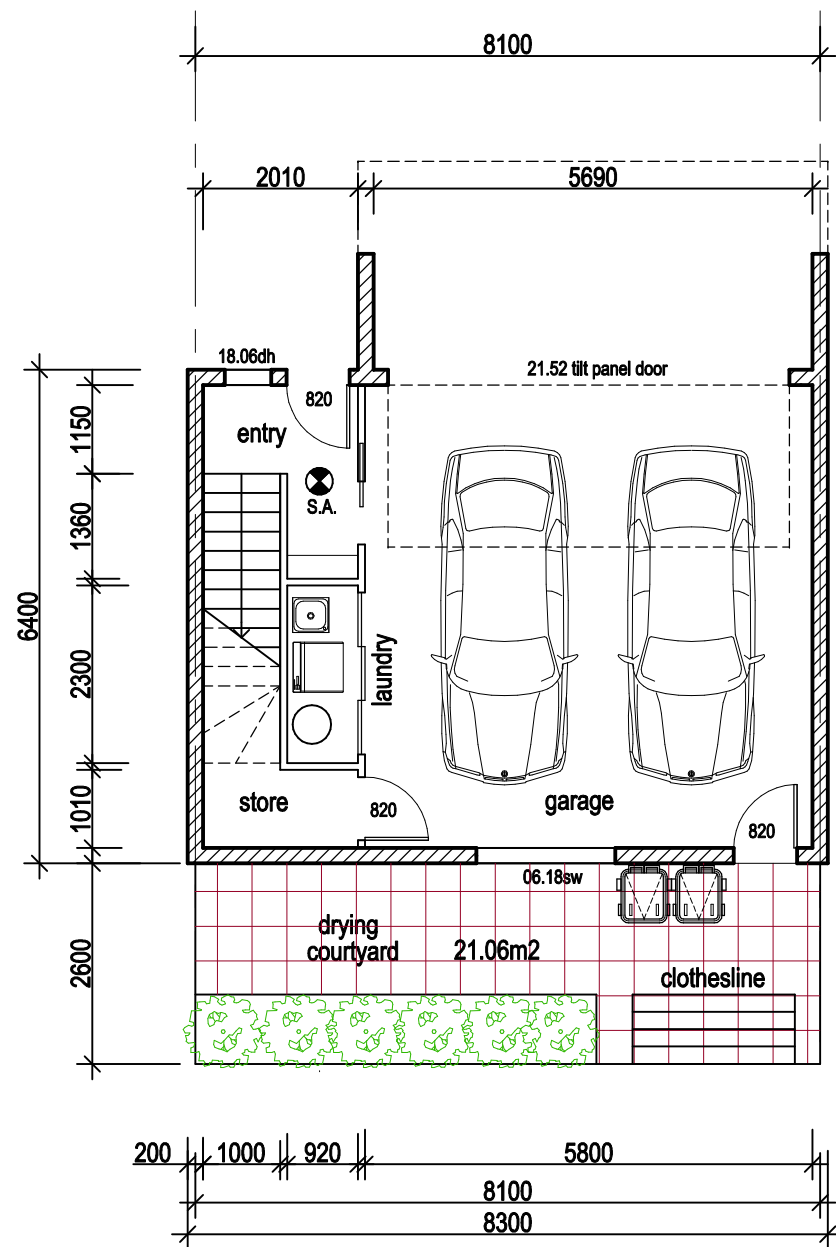 8100
2010
5690
18.06dh
21.52 tilt panel door
820
entry
1150
S.A.
1360
6400
2300
laundry
1010
store
820
garage
820
06.18sw
drying
courtyard
21.06m2
2600
clothesline
200
1000
920
5800
8100
8300